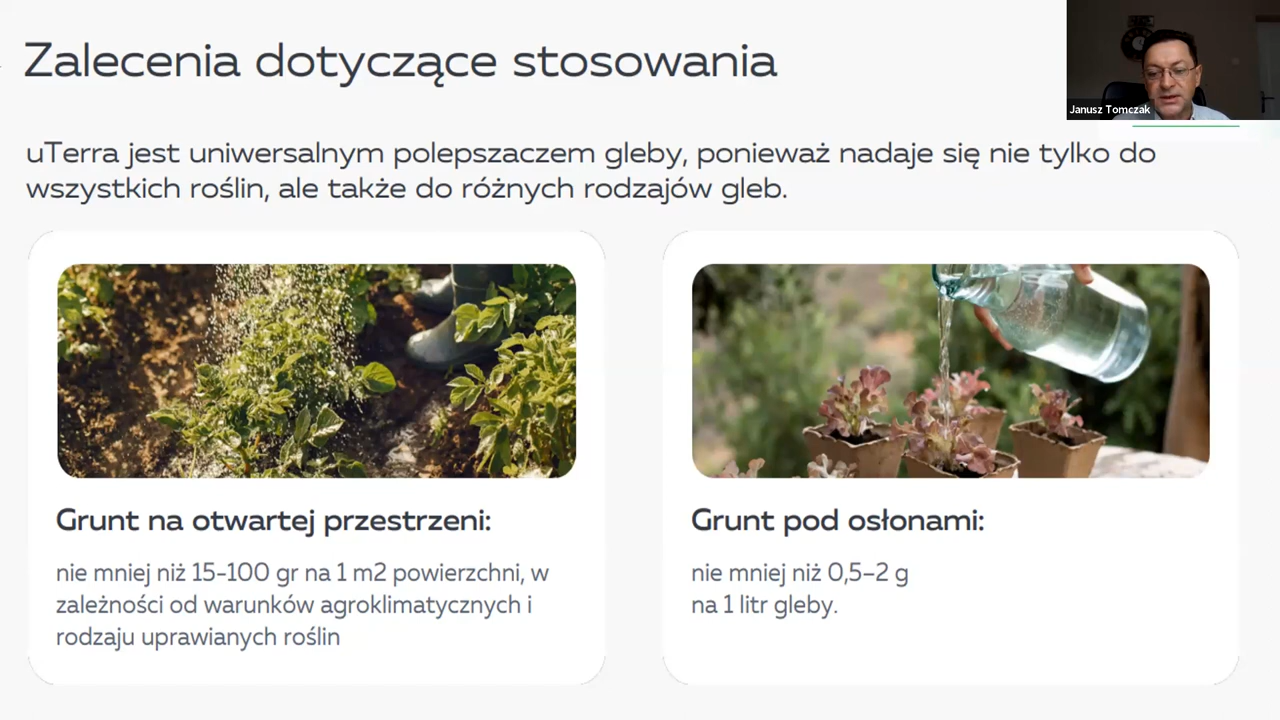 Zalecenia dotyczące stosowania
Janusz Tomczak
uTerra jest uniwersalnym polepszaczem gleby, ponieważ nadaje się nie tylko do
wszystkich roślin, ale także do różnych rodzajów gleb.
Grunt na otwartej przestrzeni:
nie mniej niż 15-100 gr na 1 m2 powierzchni, w
zależności od warunków agroklimatycznych i
rodzaju uprawianych roślin
Grunt pod osłonami:
nie mniej niż 0,5–2 g
na 1 litr gleby.